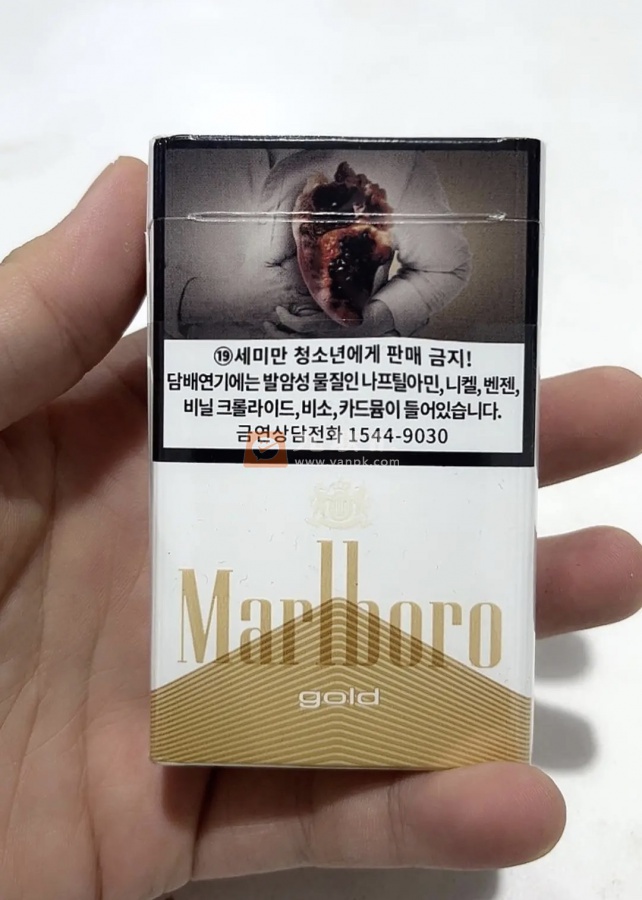 ⑲세미만 청소년에게 판매 금지!
담배연기에는 발암성 물질인 나프틸아민, 니켈, 벤젠,
비닐 크롤라이드, 비소, 카드뮴이 들어있습니다.
금연상담전화 1544-9030
www.yanpk.com
Marlboro
gold